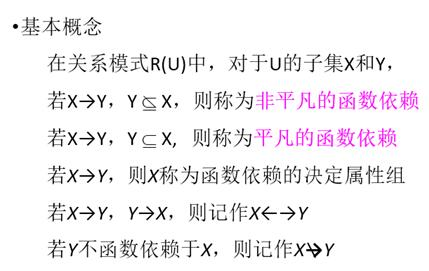 •基本概念
在关系模式R(U)中，对于U的子集X和Y，
若X→Y，Y⊈X，则称为非平凡的函数依赖
若X→Y，Y⊆X, 则称为平凡的函数依赖
若X→Y，则X称为函数依赖的决定属性组
若X→Y，Y→X，则记作X←→Y
若Y不函数依赖于X，则记作X↛Y